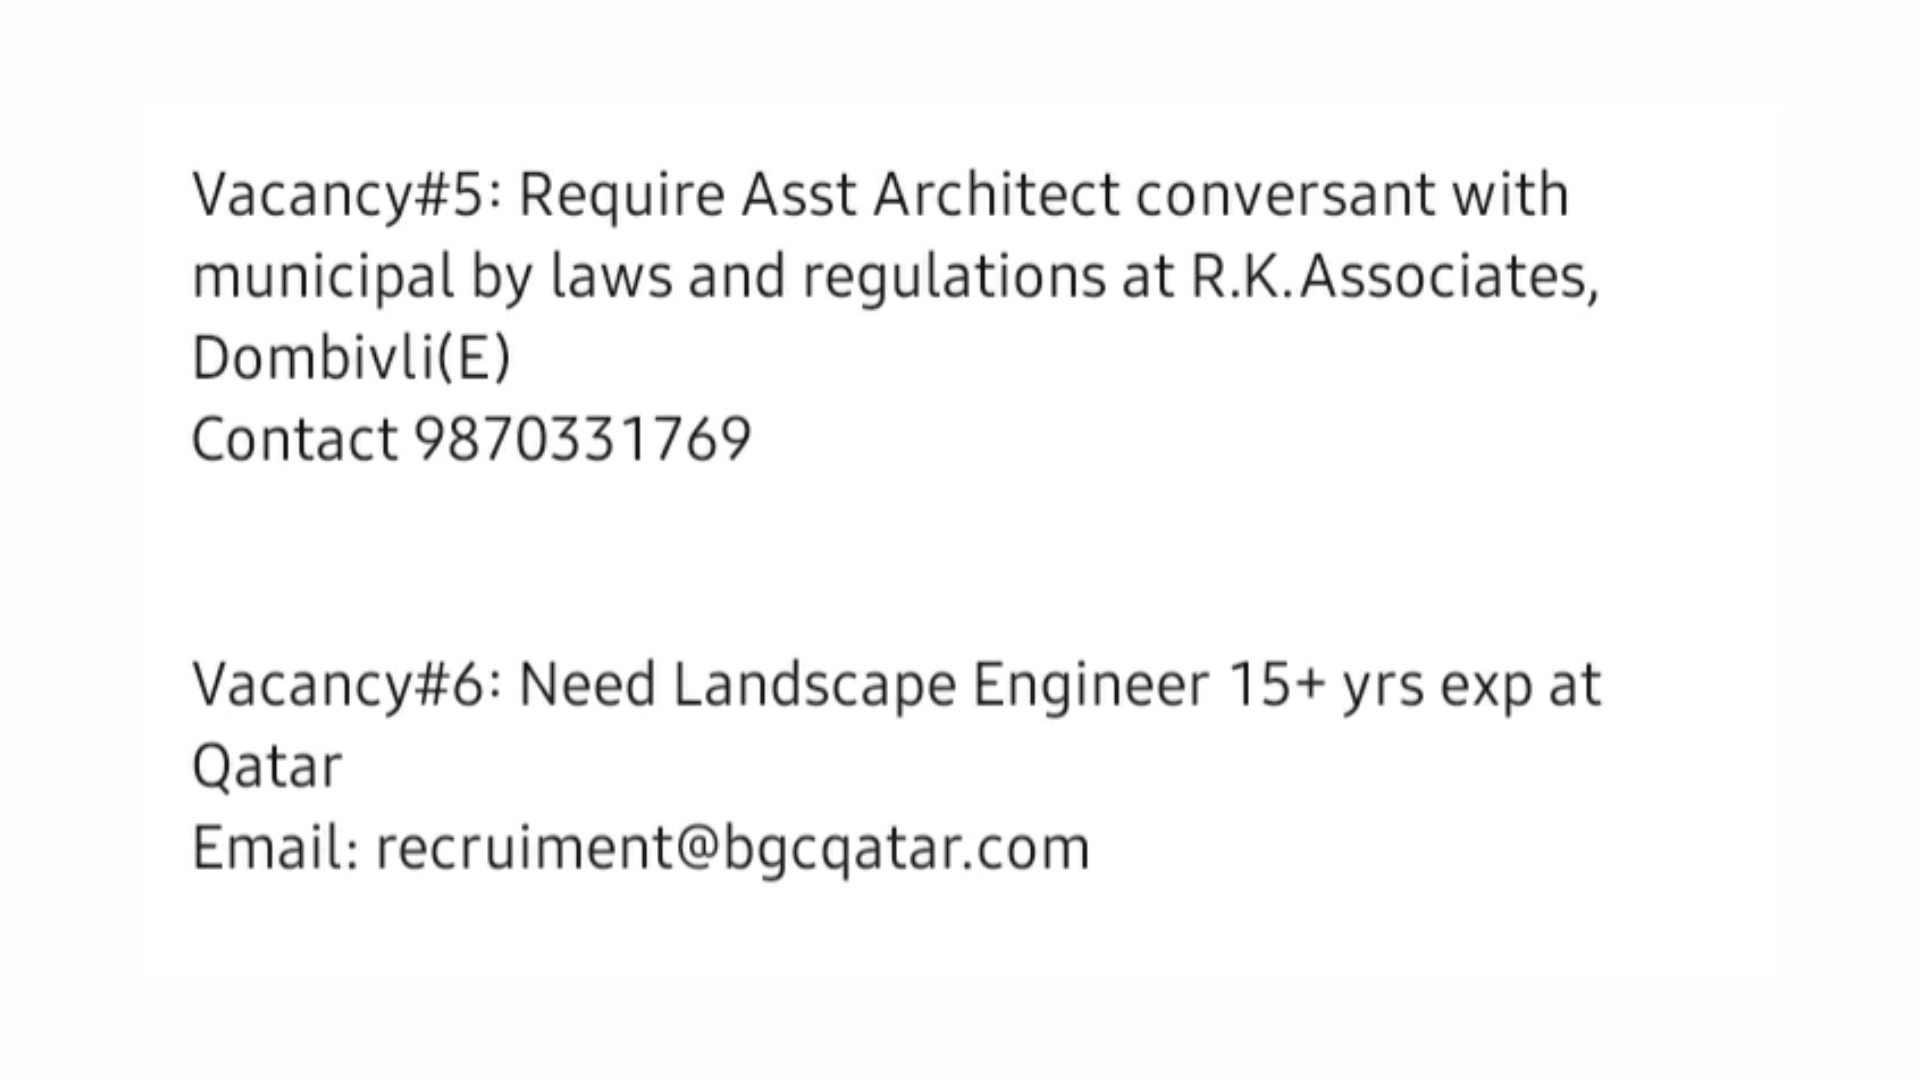 Vacancy#5: Require Asst Architect conversant with
municipal by laws and regulations at R.K.Associates,
Dombivli(E)
Contact 9870331769
Vacancy#6: Need Landscape Engineer 15+ yrs exp at
Qatar
Email: recruiment@bgcqatar.com